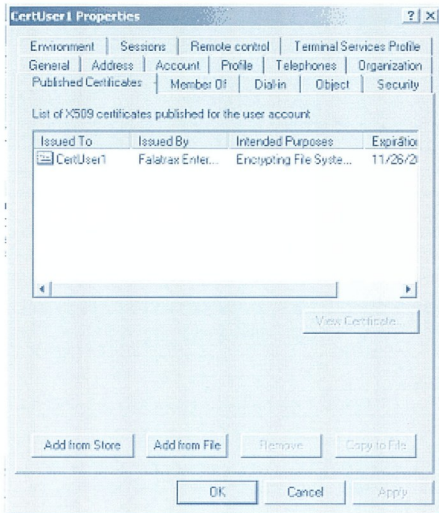 CertUser1 Properties
Environment Sessions Remote control Terminal Services Profile
General Address Account Profile Telephones Organization
Published Certificates Member Of Dial-in Object Security
List of X509 certificates published for the user account
Issued To Issued By Intended Purposes Expiration
CertUser1 Falatrax Enter... Encrypting File Syste... 11/26/2
View Certificate...
Add from Store Add from File Remove Copy to File
OK Cancel Apply